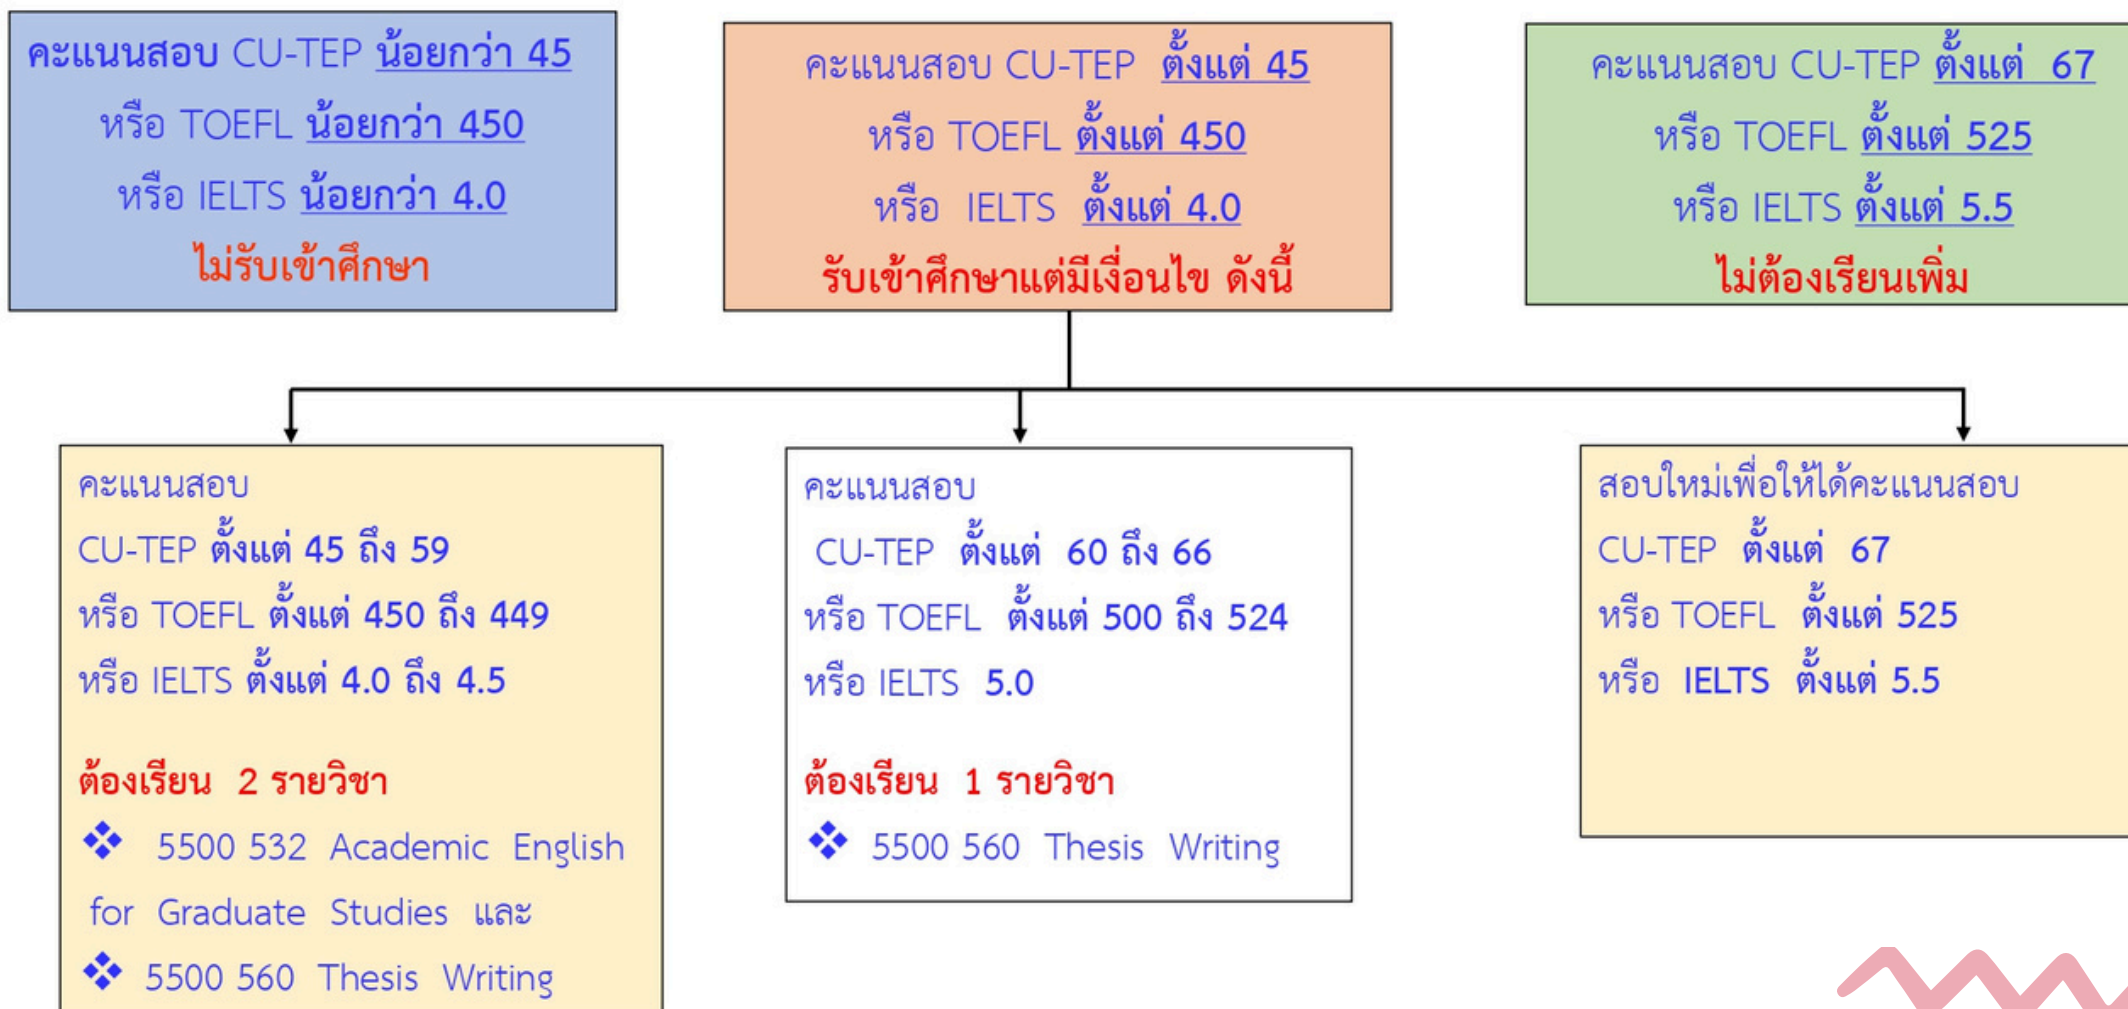 คะแนนสอบ CU-TEP น้อยกว่า 45
หรือ TOEFL น้อยกว่า 450
หรือ IELTS น้อยกว่า 4.0
ไม่รับเข้าศึกษา
คะแนนสอบ CU-TEP ตั้งแต่ 45
หรือ TOEFL ตั้งแต่ 450
หรือ IELTS ตั้งแต่ 4.0
รับเข้าศึกษาแต่มีเงื่อนไข ดังนี้
คะแนนสอบ CU-TEP ตั้งแต่ 67
หรือ TOEFL ตั้งแต่ 525
หรือ IELTS ตั้งแต่ 5.5
ไม่ต้องเรียนเพิ่ม
คะแนนสอบ
CU-TEP ตั้งแต่ 45 ถึง 59
หรือ TOEFL ตั้งแต่ 450 ถึง 449
หรือ IELTS ตั้งแต่ 4.0 ถึง 4.5
ต้องเรียน 2 รายวิชา
❖ 5500 532 Academic English
for Graduate Studies และ
❖ 5500 560 Thesis Writing
คะแนนสอบ
CU-TEP ตั้งแต่ 60 ถึง 66
หรือ TOEFL ตั้งแต่ 500 ถึง 524
หรือ IELTS 5.0
ต้องเรียน 1 รายวิชา
❖ 5500 560 Thesis Writing
สอบใหม่เพื่อให้ได้คะแนนสอบ
CU-TEP ตั้งแต่ 67
หรือ TOEFL ตั้งแต่ 525
หรือ IELTS ตั้งแต่ 5.5